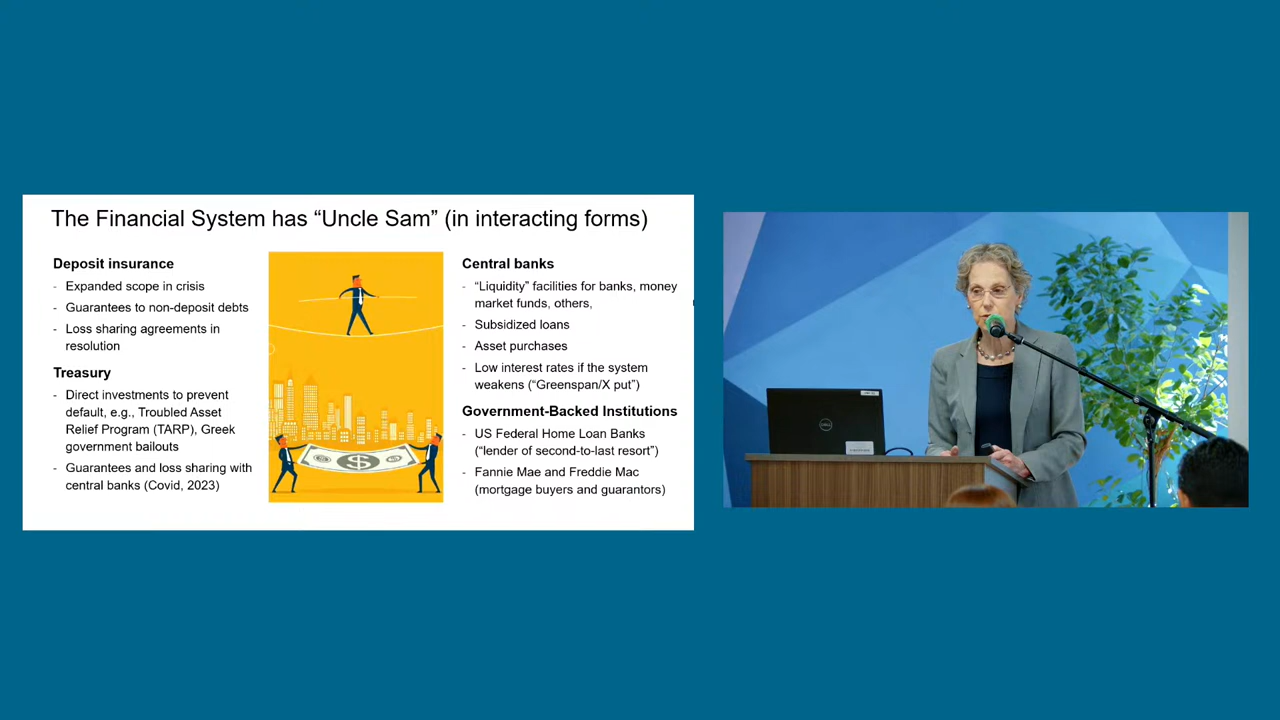 The Financial System has “Uncle Sam” (in interacting forms)
Deposit insurance
- Expanded scope in crisis
- Guarantees to non-deposit debts
- Loss sharing agreements in
resolution
Treasury
- Direct investments to prevent
default, e.g., Troubled Asset
Relief Program (TARP), Greek
government bailouts
- Guarantees and loss sharing with
central banks (Covid, 2023)
Central banks
- “Liquidity” facilities for banks, money
market funds, others,
- Subsidized loans
- Asset purchases
- Low interest rates if the system
weakens (“Greenspan/X put”)
Government-Backed Institutions
- US Federal Home Loan Banks
(“lender of second-to-last resort”)
- Fannie Mae and Freddie Mac
(mortgage buyers and guarantors)
$
DELL